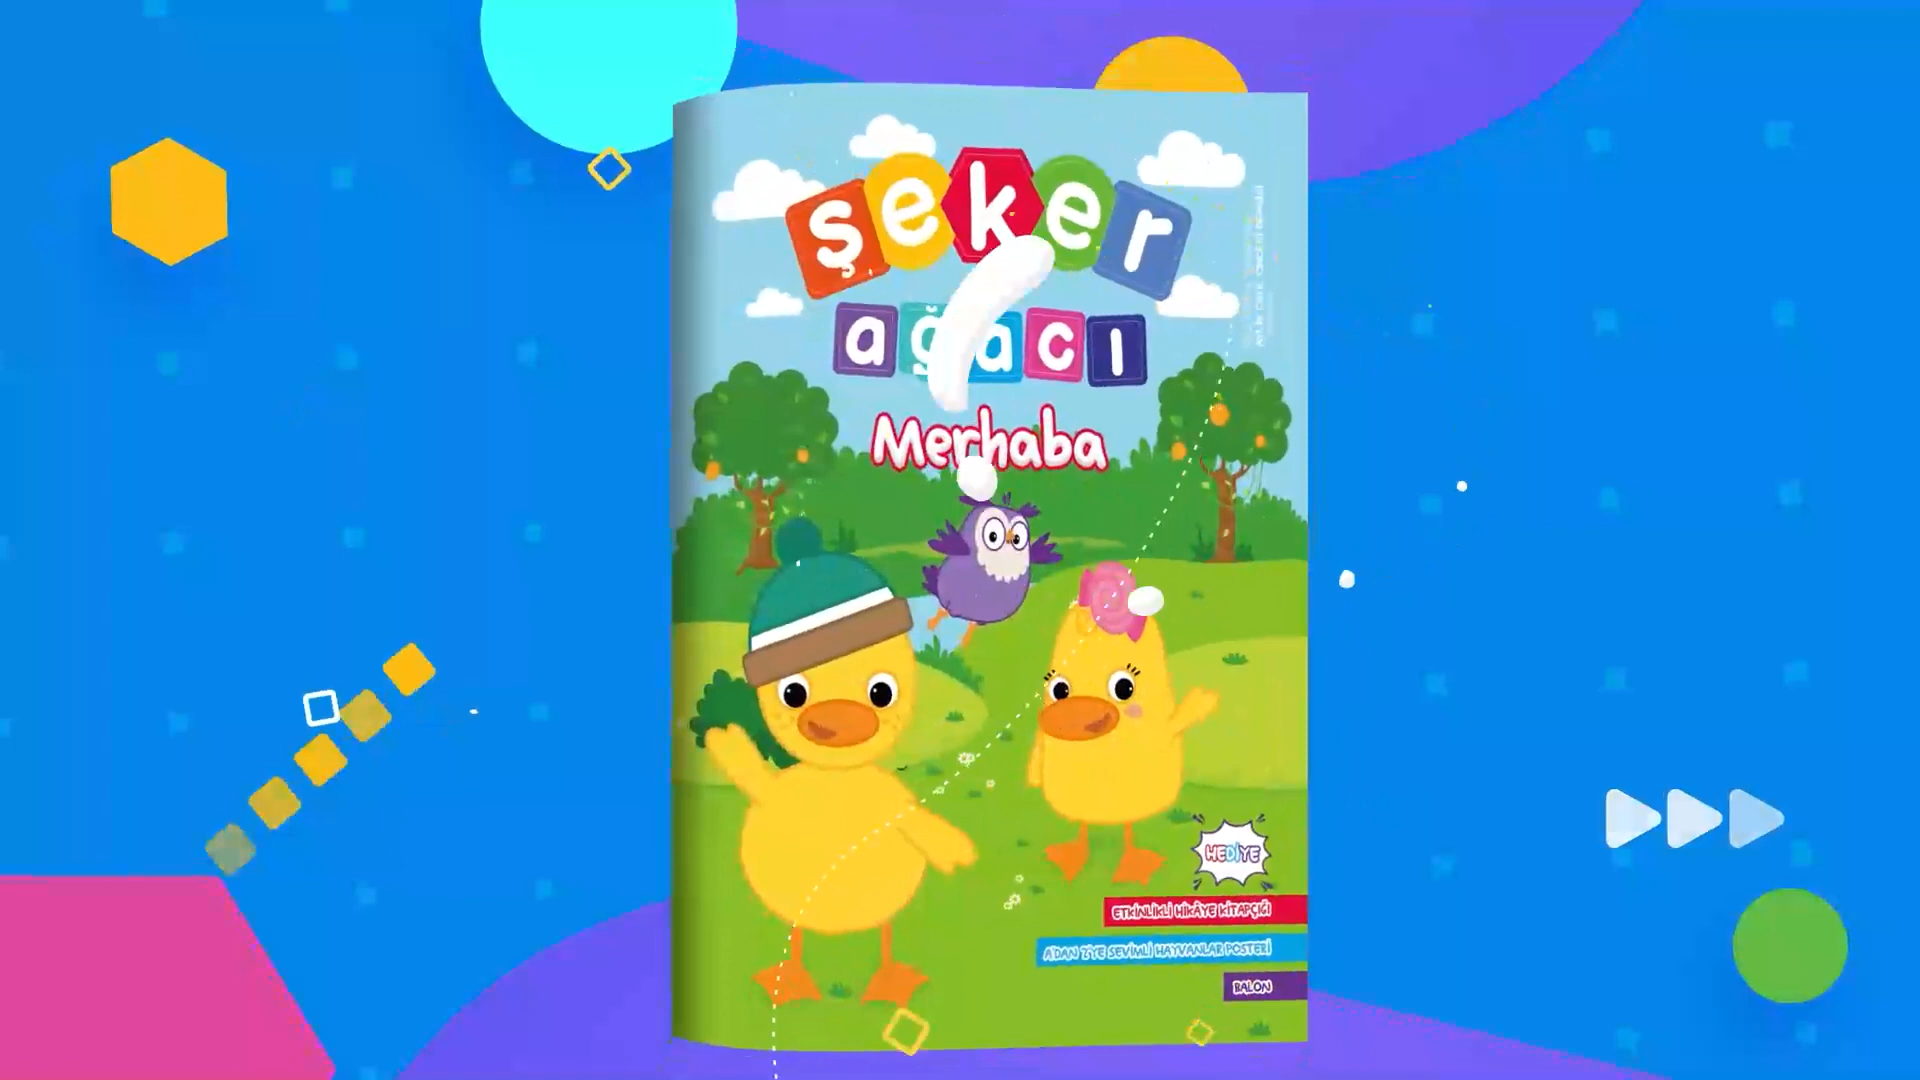 şeker
ağacı
Merhaba
HEDİYE
ETKİNLİKLİ HİKÂYE KİTAPÇIĞI
A'DAN Z'YE SEVİMLİ HAYVANLAR POSTERİ
BALON